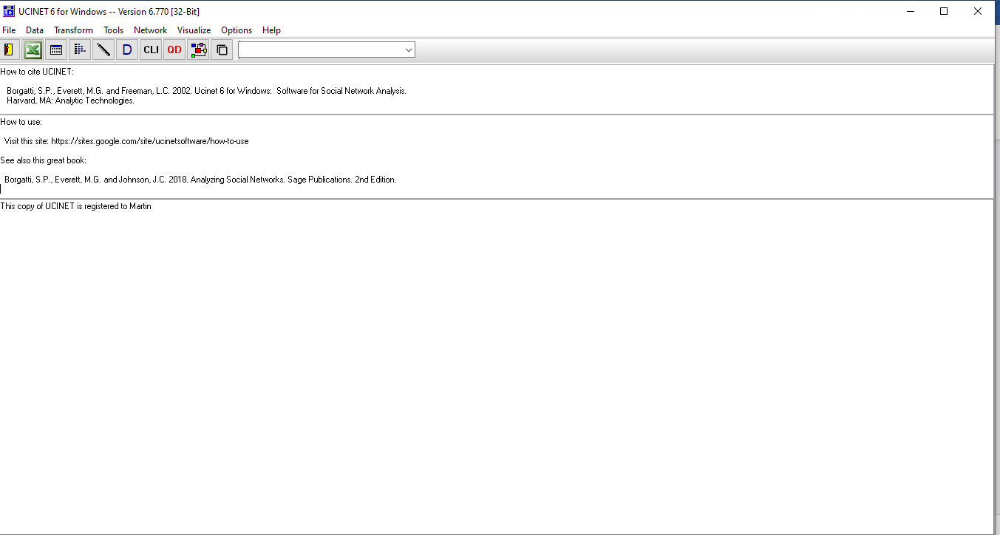 UCINET 6 for Windows -- Version 6.770 [32-Bit]
File Data Transform Tools Network Visualize Options Help
D CLI QD
How to cite UCINET:
Borgatti, S.P., Everett, M.G. and Freeman, L.C. 2002. Ucinet 6 for Windows: Software for Social Network Analysis.
Harvard, MA: Analytic Technologies.
How to use:
Visit this site: https://sites.google.com/site/ucinetsoftware/how-to-use
See also this great book:
Borgatti, S.P., Everett, M.G. and Johnson, J.C. 2018. Analyzing Social Networks. Sage Publications. 2nd Edition.
This copy of UCINET is registered to Martin